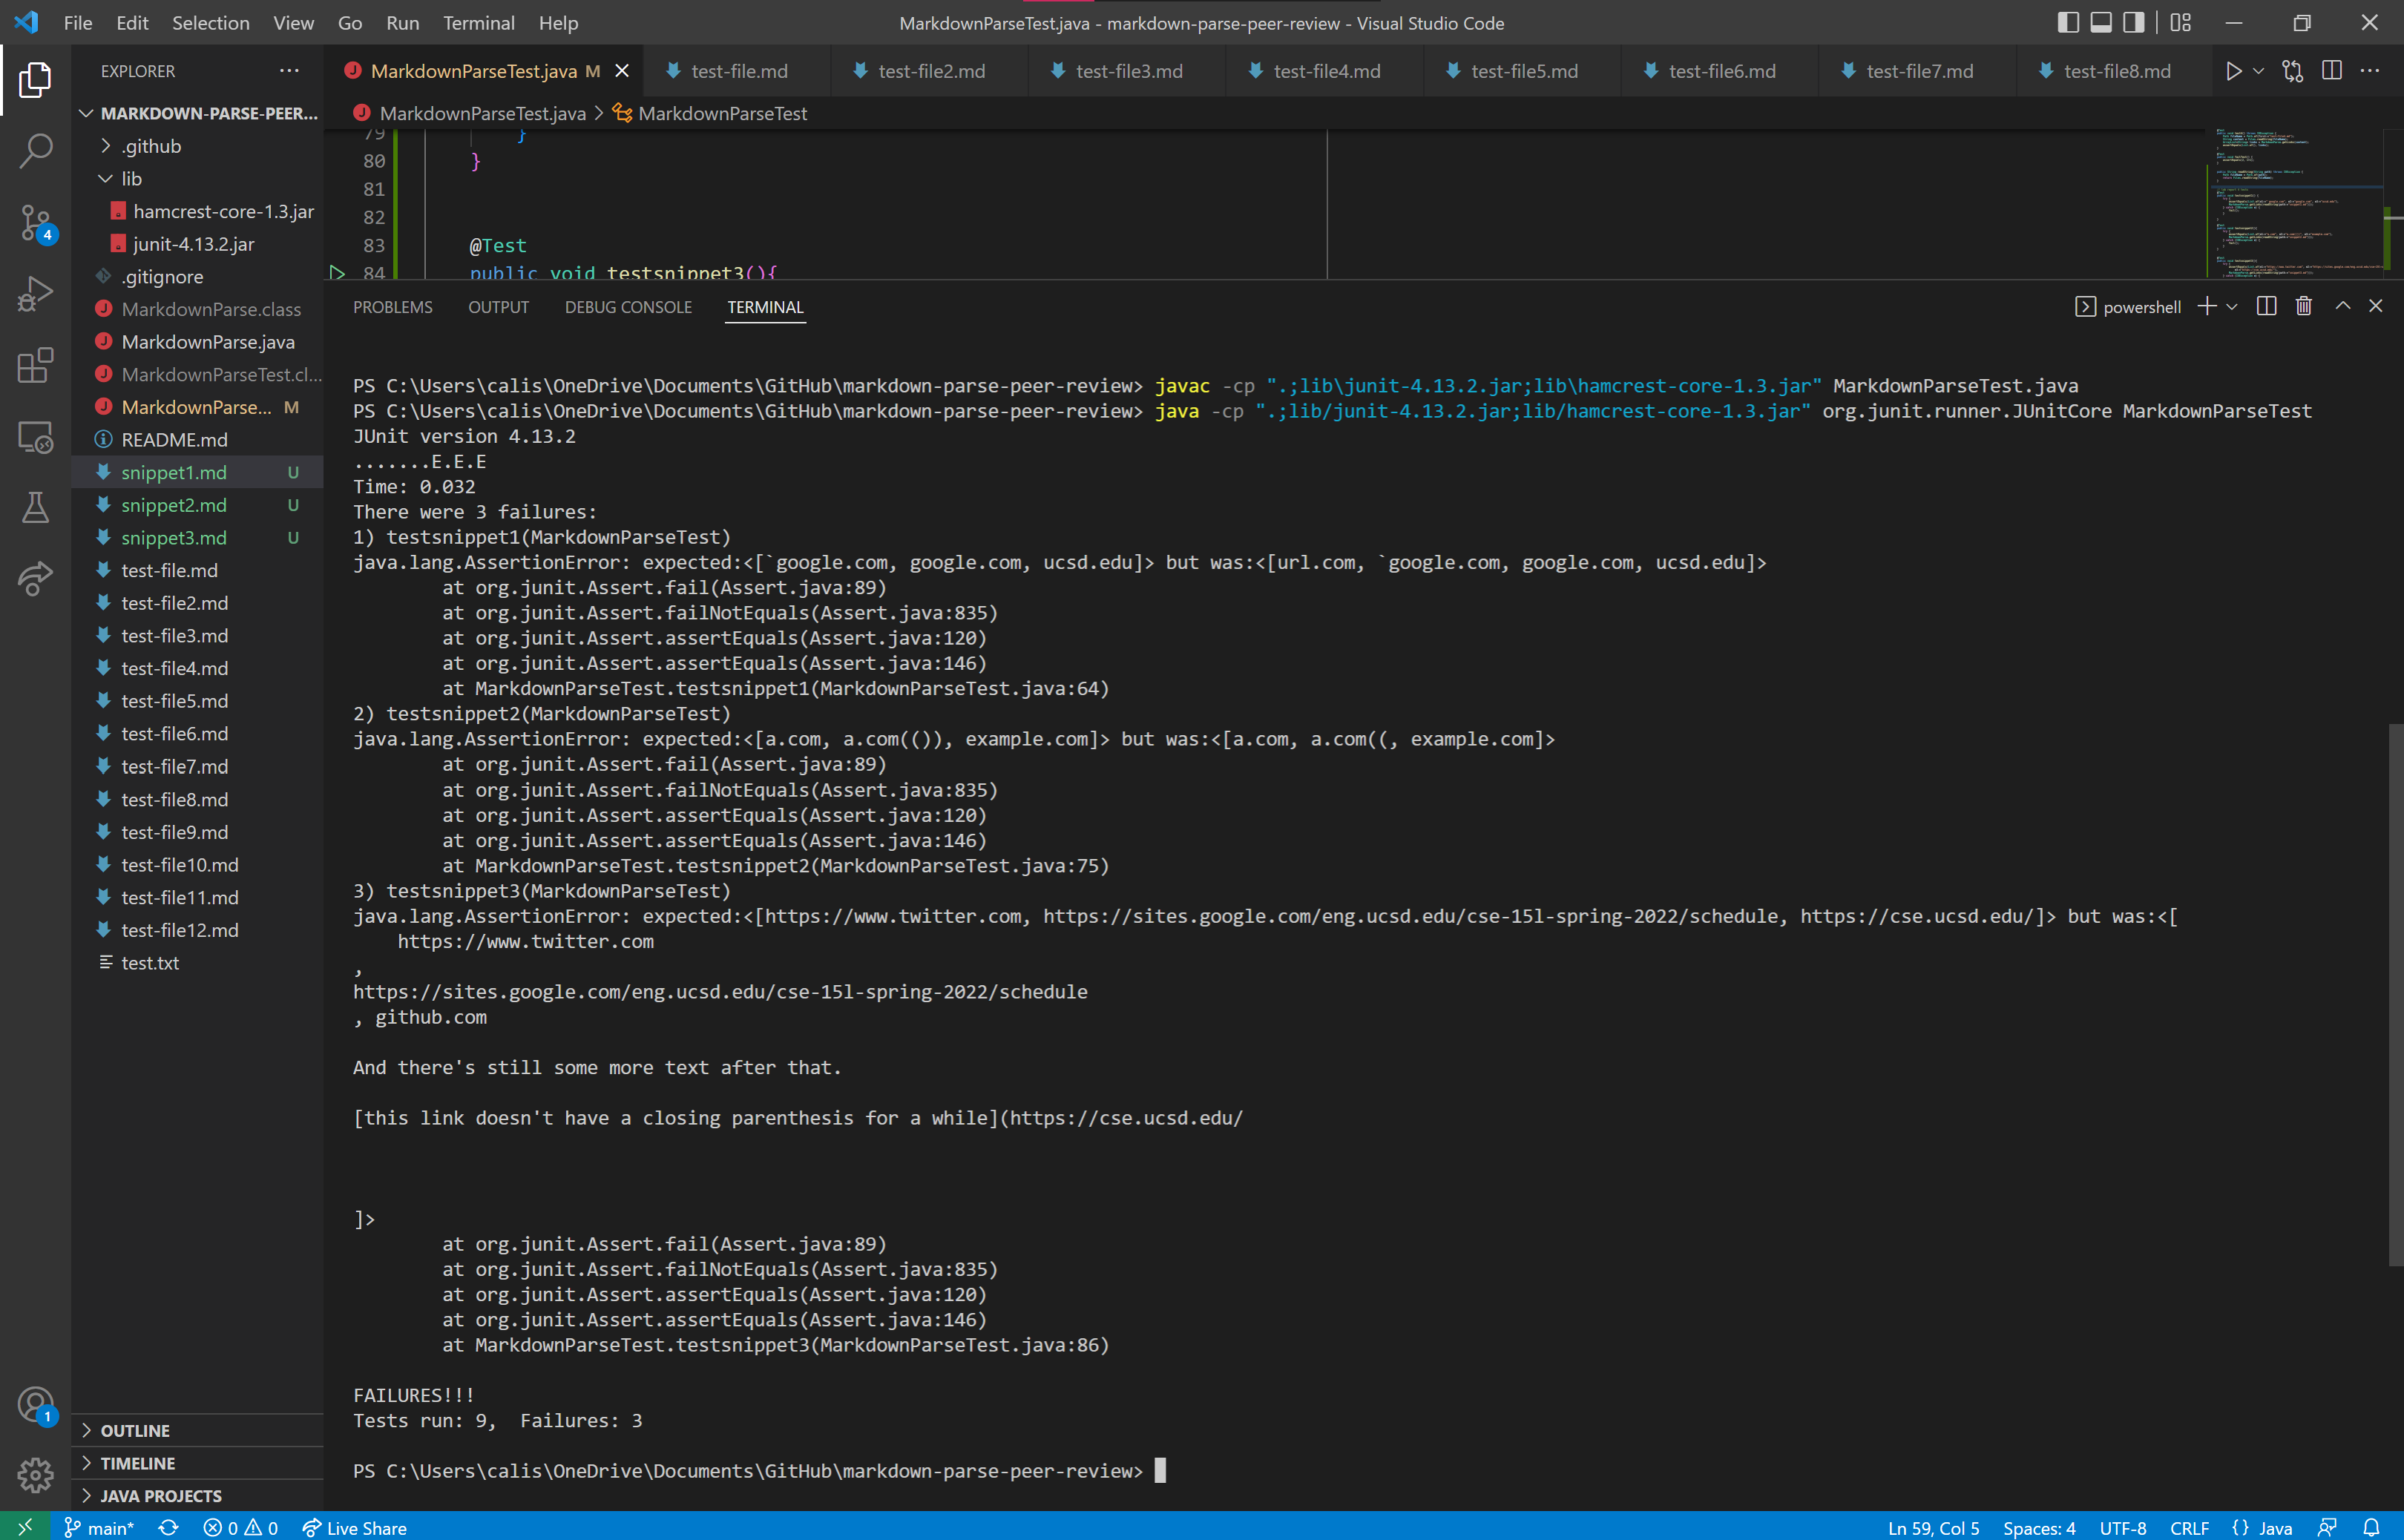 File Edit Selection View Go Run Terminal Help
MarkdownParseTest.java - markdown-parse-peer-review - Visual Studio Code
EXPLORER
MARKDOWN-PARSE-PEER...
.github
lib
hamcrest-core-1.3.jar
junit-4.13.2.jar
.gitignore
MarkdownParse.class
MarkdownParse.java
MarkdownParseTest.cl...
MarkdownParse... M
README.md
snippet1.md U
snippet2.md U
snippet3.md U
test-file.md
test-file2.md
test-file3.md
test-file4.md
test-file5.md
test-file6.md
test-file7.md
test-file8.md
test-file9.md
test-file10.md
test-file11.md
test-file12.md
test.txt
OUTLINE
TIMELINE
JAVA PROJECTS
4
1
MarkdownParseTest.java M test-file.md test-file2.md test-file3.md test-file4.md test-file5.md test-file6.md test-file7.md test-file8.md
MarkdownParseTest.java > MarkdownParseTest
79 }
80 }
81
82
83 @Test
84 public void testsnippet3(){
PROBLEMS OUTPUT DEBUG CONSOLE TERMINAL
powershell
PS C:\Users\calis\OneDrive\Documents\GitHub\markdown-parse-peer-review> javac -cp ".;lib\junit-4.13.2.jar;lib\hamcrest-core-1.3.jar" MarkdownParseTest.java
PS C:\Users\calis\OneDrive\Documents\GitHub\markdown-parse-peer-review> java -cp ".;lib/junit-4.13.2.jar;lib/hamcrest-core-1.3.jar" org.junit.runner.JUnitCore MarkdownParseTest
JUnit version 4.13.2
.......E.E.E
Time: 0.032
There were 3 failures:
1) testsnippet1(MarkdownParseTest)
java.lang.AssertionError: expected:<[`google.com, google.com, ucsd.edu]> but was:<[url.com, `google.com, google.com, ucsd.edu]>
at org.junit.Assert.fail(Assert.java:89)
at org.junit.Assert.failNotEquals(Assert.java:835)
at org.junit.Assert.assertEquals(Assert.java:120)
at org.junit.Assert.assertEquals(Assert.java:146)
at MarkdownParseTest.testsnippet1(MarkdownParseTest.java:64)
2) testsnippet2(MarkdownParseTest)
java.lang.AssertionError: expected:<[a.com, a.com(()), example.com]> but was:<[a.com, a.com((, example.com]>
at org.junit.Assert.fail(Assert.java:89)
at org.junit.Assert.failNotEquals(Assert.java:835)
at org.junit.Assert.assertEquals(Assert.java:120)
at org.junit.Assert.assertEquals(Assert.java:146)
at MarkdownParseTest.testsnippet2(MarkdownParseTest.java:75)
3) testsnippet3(MarkdownParseTest)
java.lang.AssertionError: expected:<[https://www.twitter.com, https://sites.google.com/eng.ucsd.edu/cse-15l-spring-2022/schedule, https://cse.ucsd.edu/]> but was:<[
https://www.twitter.com
,
https://sites.google.com/eng.ucsd.edu/cse-15l-spring-2022/schedule
, github.com
And there's still some more text after that.
[this link doesn't have a closing parenthesis for a while](https://cse.ucsd.edu/
]>
at org.junit.Assert.fail(Assert.java:89)
at org.junit.Assert.failNotEquals(Assert.java:835)
at org.junit.Assert.assertEquals(Assert.java:120)
at org.junit.Assert.assertEquals(Assert.java:146)
at MarkdownParseTest.testsnippet3(MarkdownParseTest.java:86)
FAILURES!!!
Tests run: 9,  Failures: 3
PS C:\Users\calis\OneDrive\Documents\GitHub\markdown-parse-peer-review>
main* 0 0 Live Share Ln 59, Col 5 Spaces: 4 UTF-8 CRLF {} Java